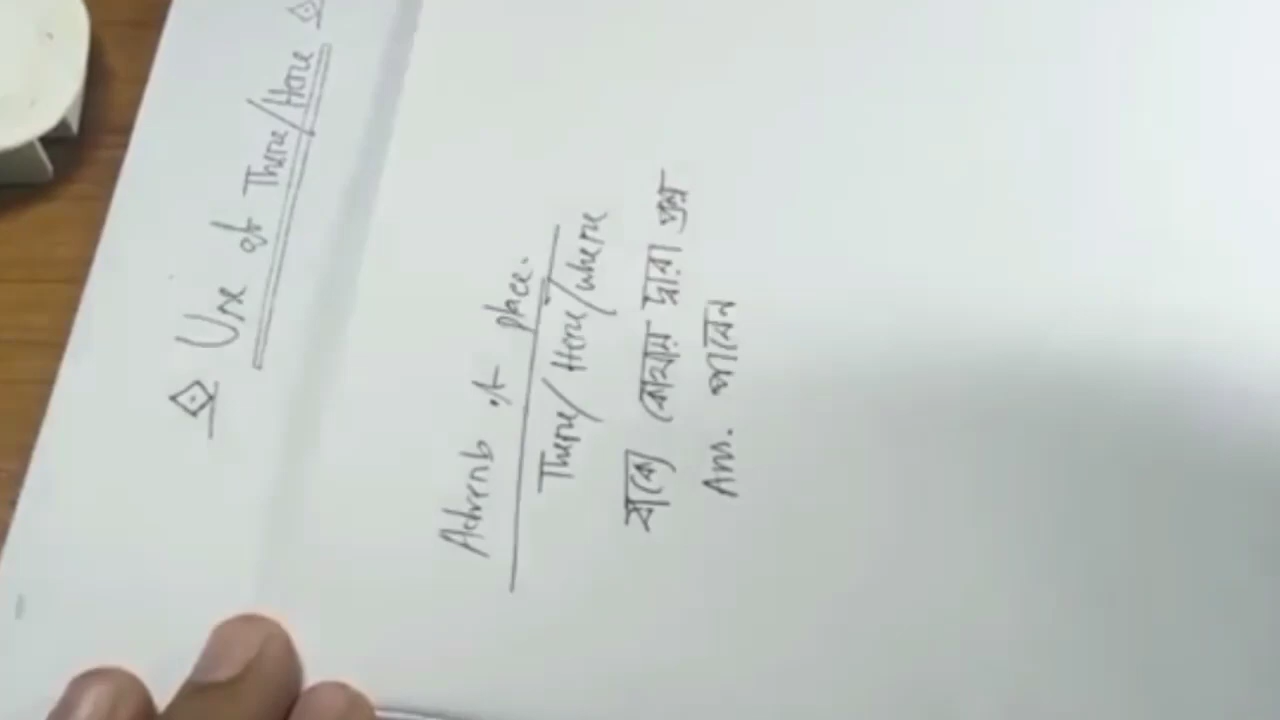 Use of There/Here
Adverb of place.
There/Here/where
বাক্যে কোথায় দ্বারা প্রশ্ন
Ans. পাবেন